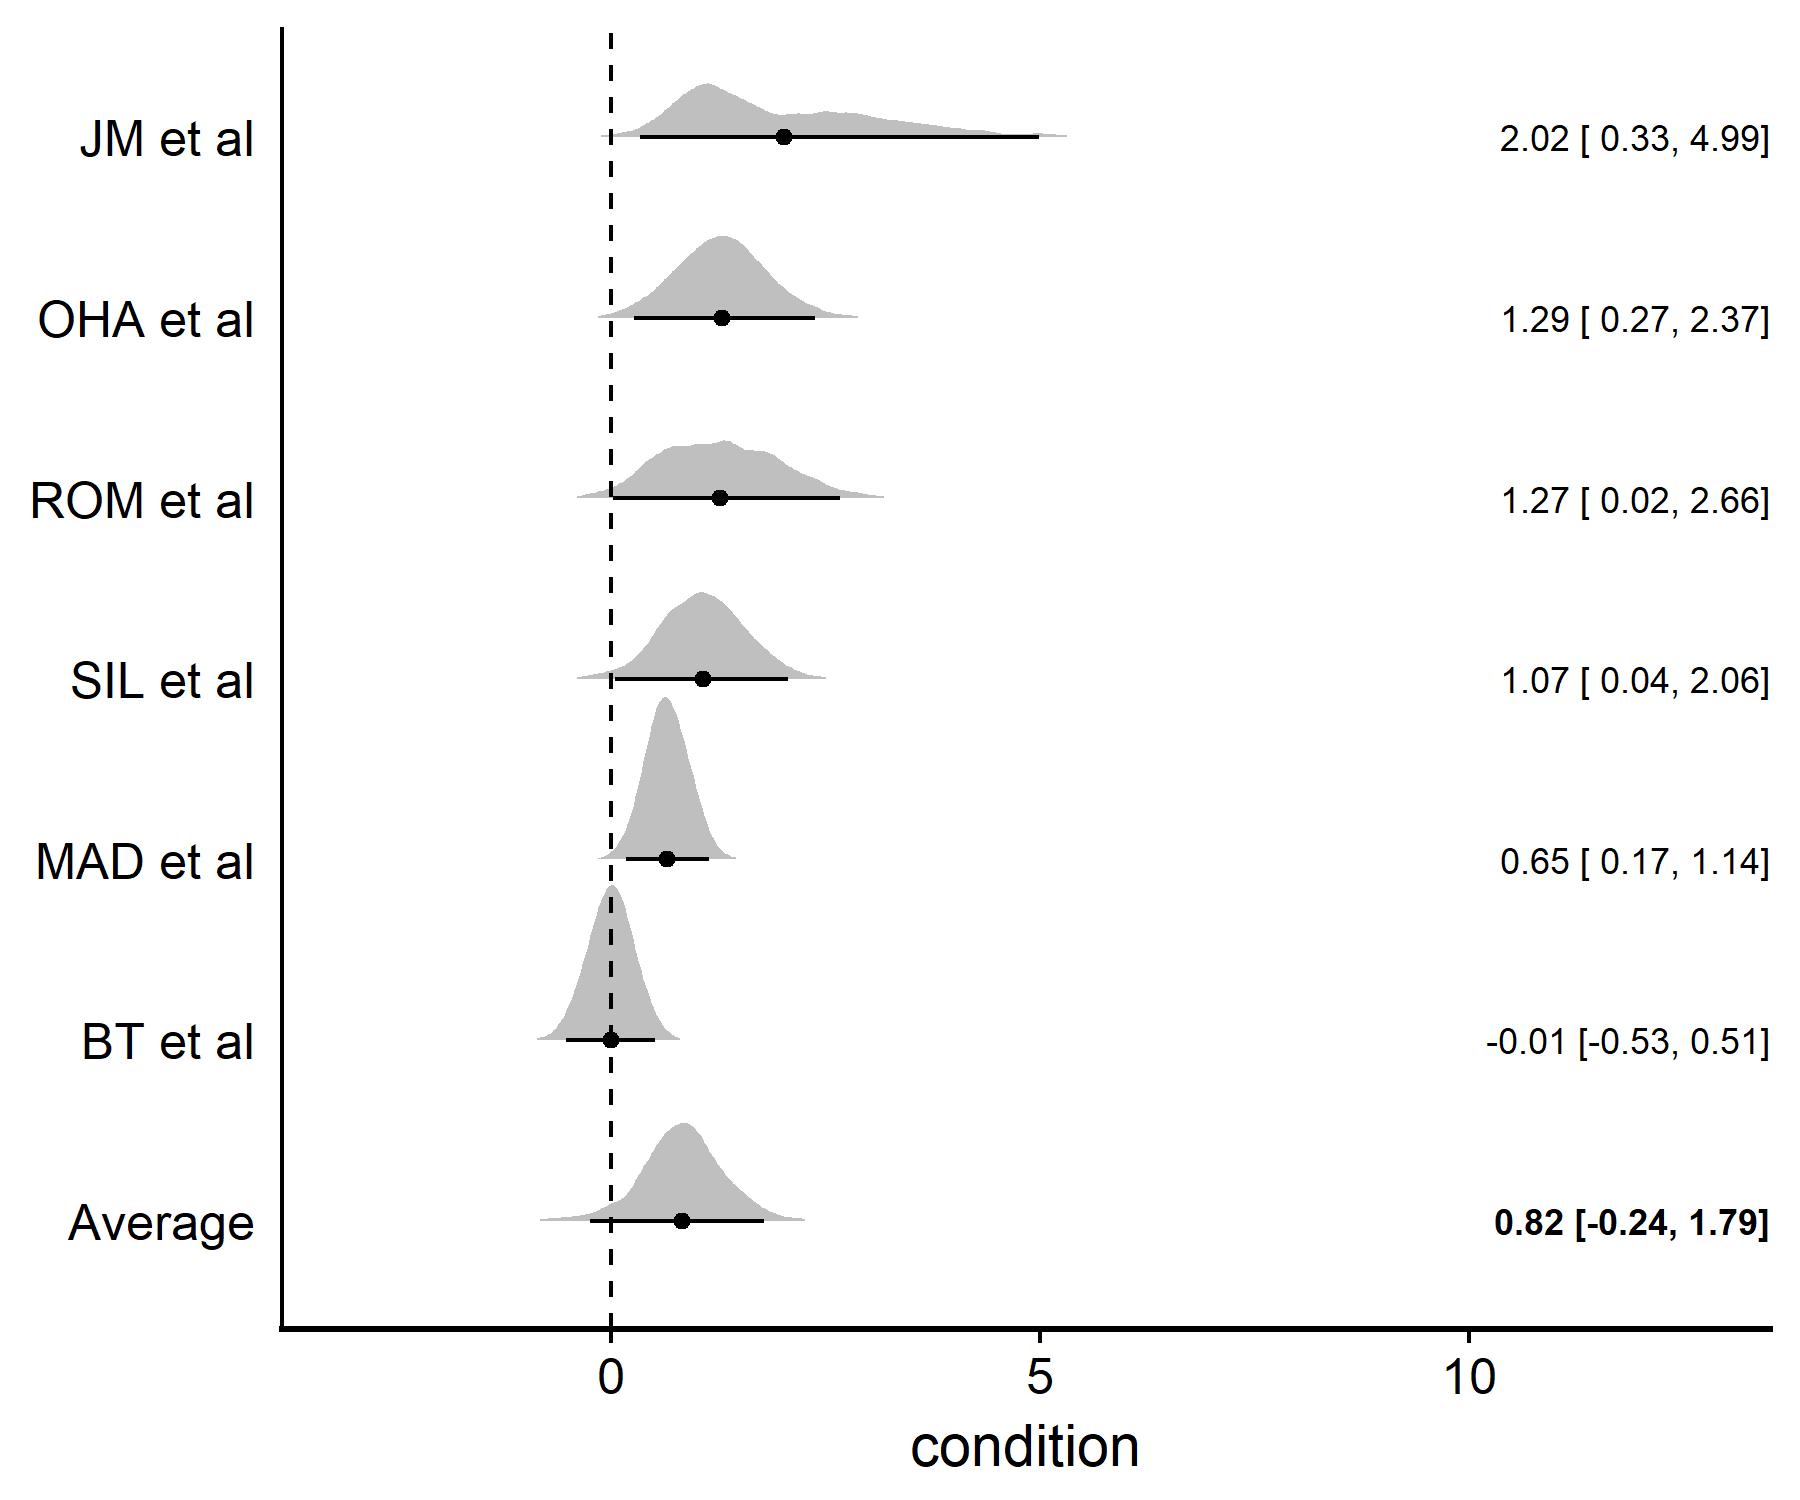 JM et al 2.02 [ 0.33, 4.99]
OHA et al 1.29 [ 0.27, 2.37]
ROM et al 1.27 [ 0.02, 2.66]
SIL et al 1.07 [ 0.04, 2.06]
MAD et al 0.65 [ 0.17, 1.14]
BT et al -0.01 [-0.53, 0.51]
Average 0.82 [-0.24, 1.79]
0 5 10
condition